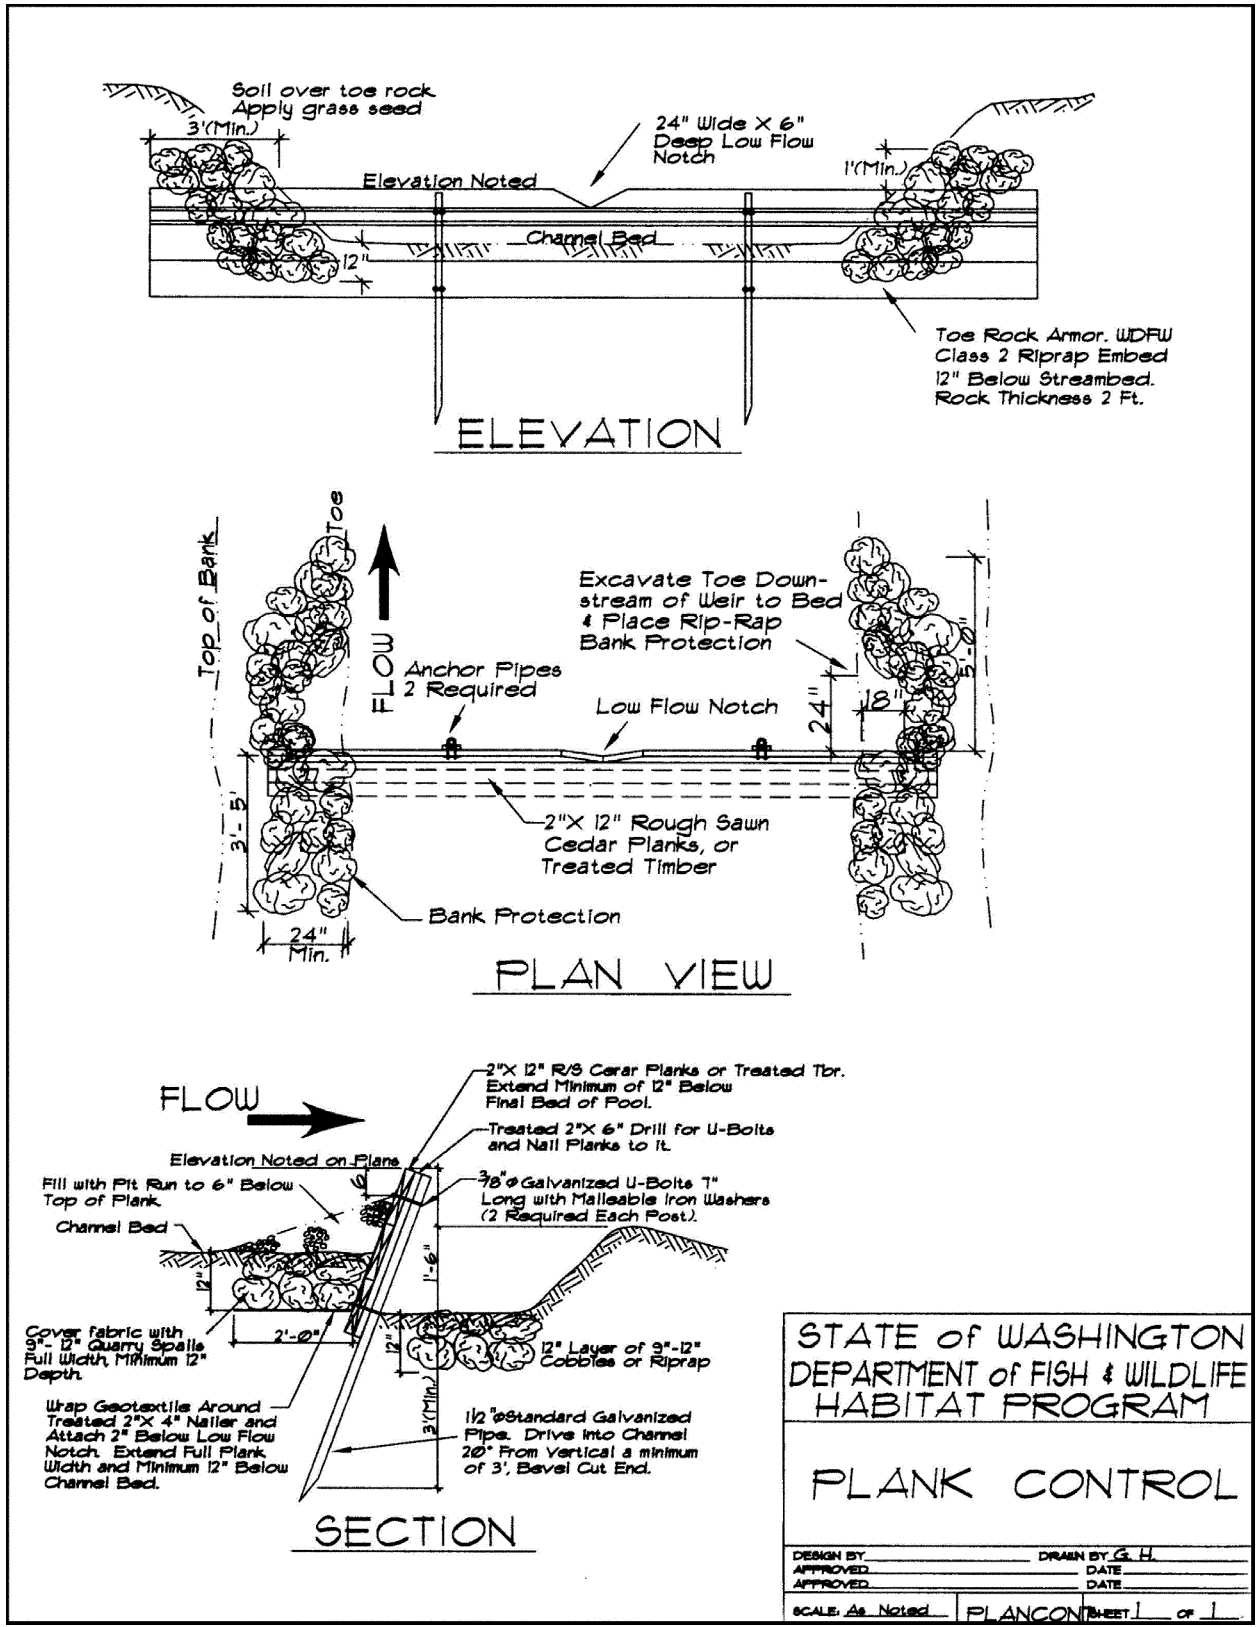 Soil over toe rock
Apply grass seed
3'(Min.)
24" Wide X 6"
Deep Low Flow
Notch
1'(Min.)
Elevation Noted
Channel Bed
12"
Toe Rock Armor. WDFW
Class 2 Riprap Embed
12" Below Streambed.
Rock Thickness 2 Ft.
ELEVATION
Top of Bank
Toe
FLOW
Excavate Toe Down-
stream of Weir to Bed
& Place Rip-Rap
Bank Protection
Anchor Pipes
2 Required
Low Flow Notch
24"
18"
5'-0"
3'-5'
2"X 12" Rough Sawn
Cedar Planks, or
Treated Timber
Bank Protection
24"
Min.
PLAN VIEW
FLOW
2"X 12" R/S Cerar Planks or Treated Tbr.
Extend Minimum of 12" Below
Final Bed of Pool.
Treated 2"X 6" Drill for U-Bolts
and Nail Planks to it.
Elevation Noted on Plans
6
3/8"ø Galvanized U-Bolts 7"
Long with Malleable Iron Washers
(2 Required Each Post).
Fill with Pit Run to 6" Below
Top of Plank
Channel Bed
12"
1'-6"
2'-0"
12"
3'(Min.)
Cover fabric with
9"- 12" Quarry Spalls
Full Width, Minimum 12"
Depth
12" Layer of 9"-12"
Cobbles or Riprap
Wrap Geotextile Around
Treated 2"X 4" Nailer and
Attach 2" Below Low Flow
Notch. Extend Full Plank
Width and Minimum 12" Below
Channel Bed.
1 1/2"øStandard Galvanized
Pipe. Drive into Channel
20° From Vertical a minimum
of 3', Bevel Cut End.
SECTION
STATE of WASHINGTON
DEPARTMENT of FISH & WILDLIFE
HABITAT PROGRAM
PLANK CONTROL
DESIGN BY DRAWN BY G. H.
APPROVED DATE
APPROVED DATE
SCALE: As Noted PLANCONT SHEET 1 OF 1